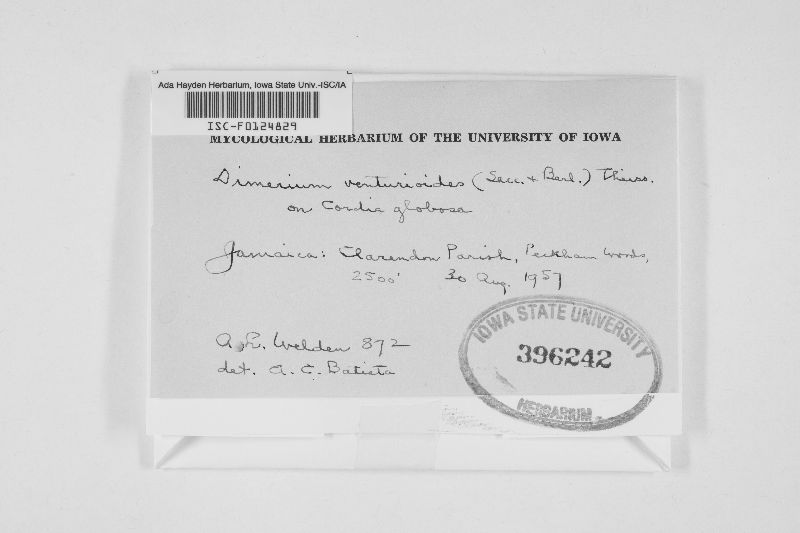 Ada Hayden Herbarium, Iowa State Univ.-ISC/IA
ISC-F0124829
MYCOLOGICAL HERBARIUM OF THE UNIVERSITY OF IOWA
Dimerium venturioides (Sacc. & Berl.) Theiss.
on Cordia globosa
Jamaica: Clarendon Parish, Peckham Woods,
2500' 30 Aug. 1957
A. L. Welden 872
det. A. C. Batista
IOWA STATE UNIVERSITY
396242
HERBARIUM